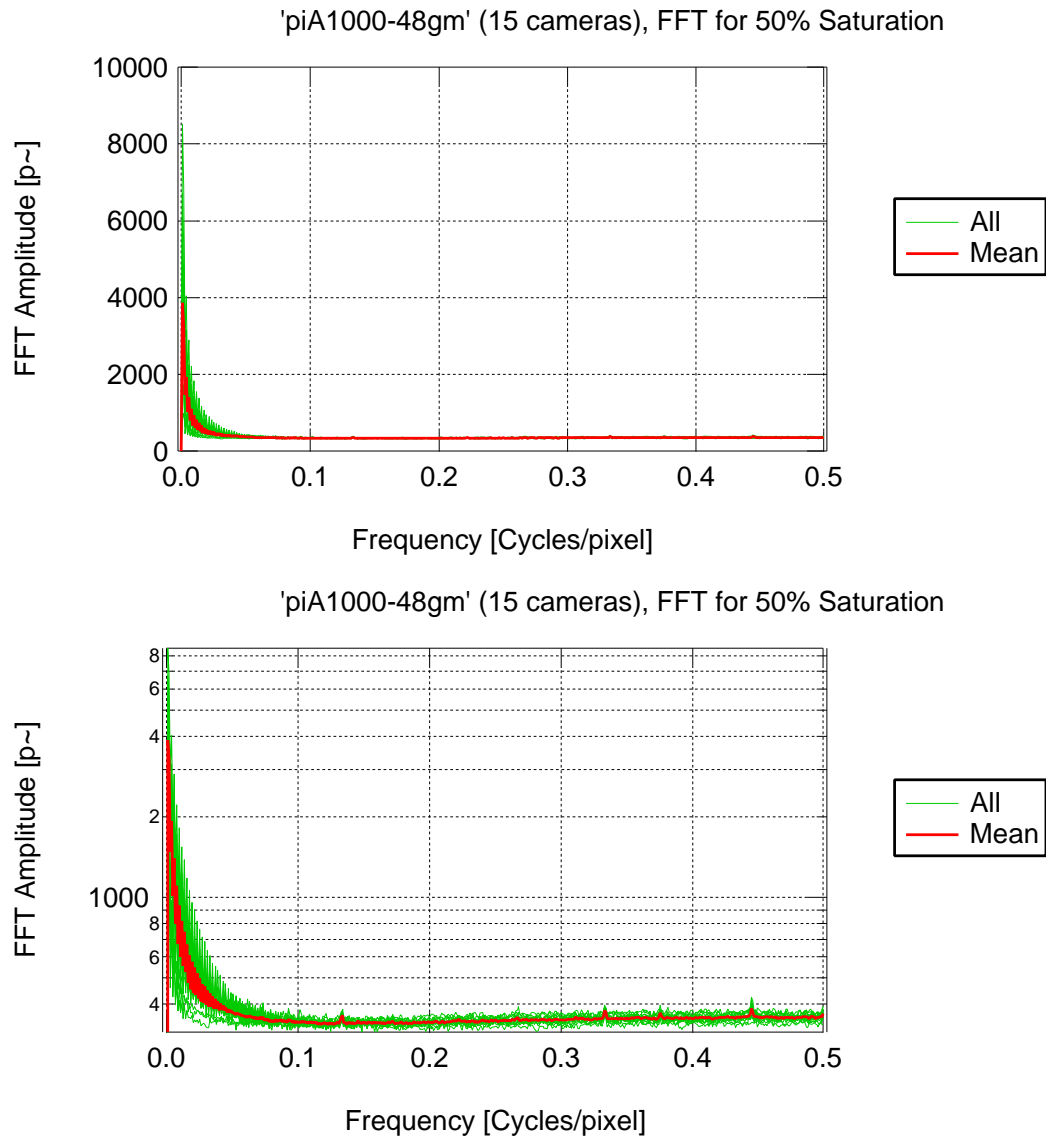 'piA1000-48gm' (15 cameras), FFT for 50% Saturation
10000
8000
6000
4000
2000
0
FFT Amplitude [p~]
0.0 0.1 0.2 0.3 0.4 0.5
Frequency [Cycles/pixel]
All
Mean
'piA1000-48gm' (15 cameras), FFT for 50% Saturation
8
6
4
2
1000
8
6
4
FFT Amplitude [p~]
0.0 0.1 0.2 0.3 0.4 0.5
Frequency [Cycles/pixel]
All
Mean